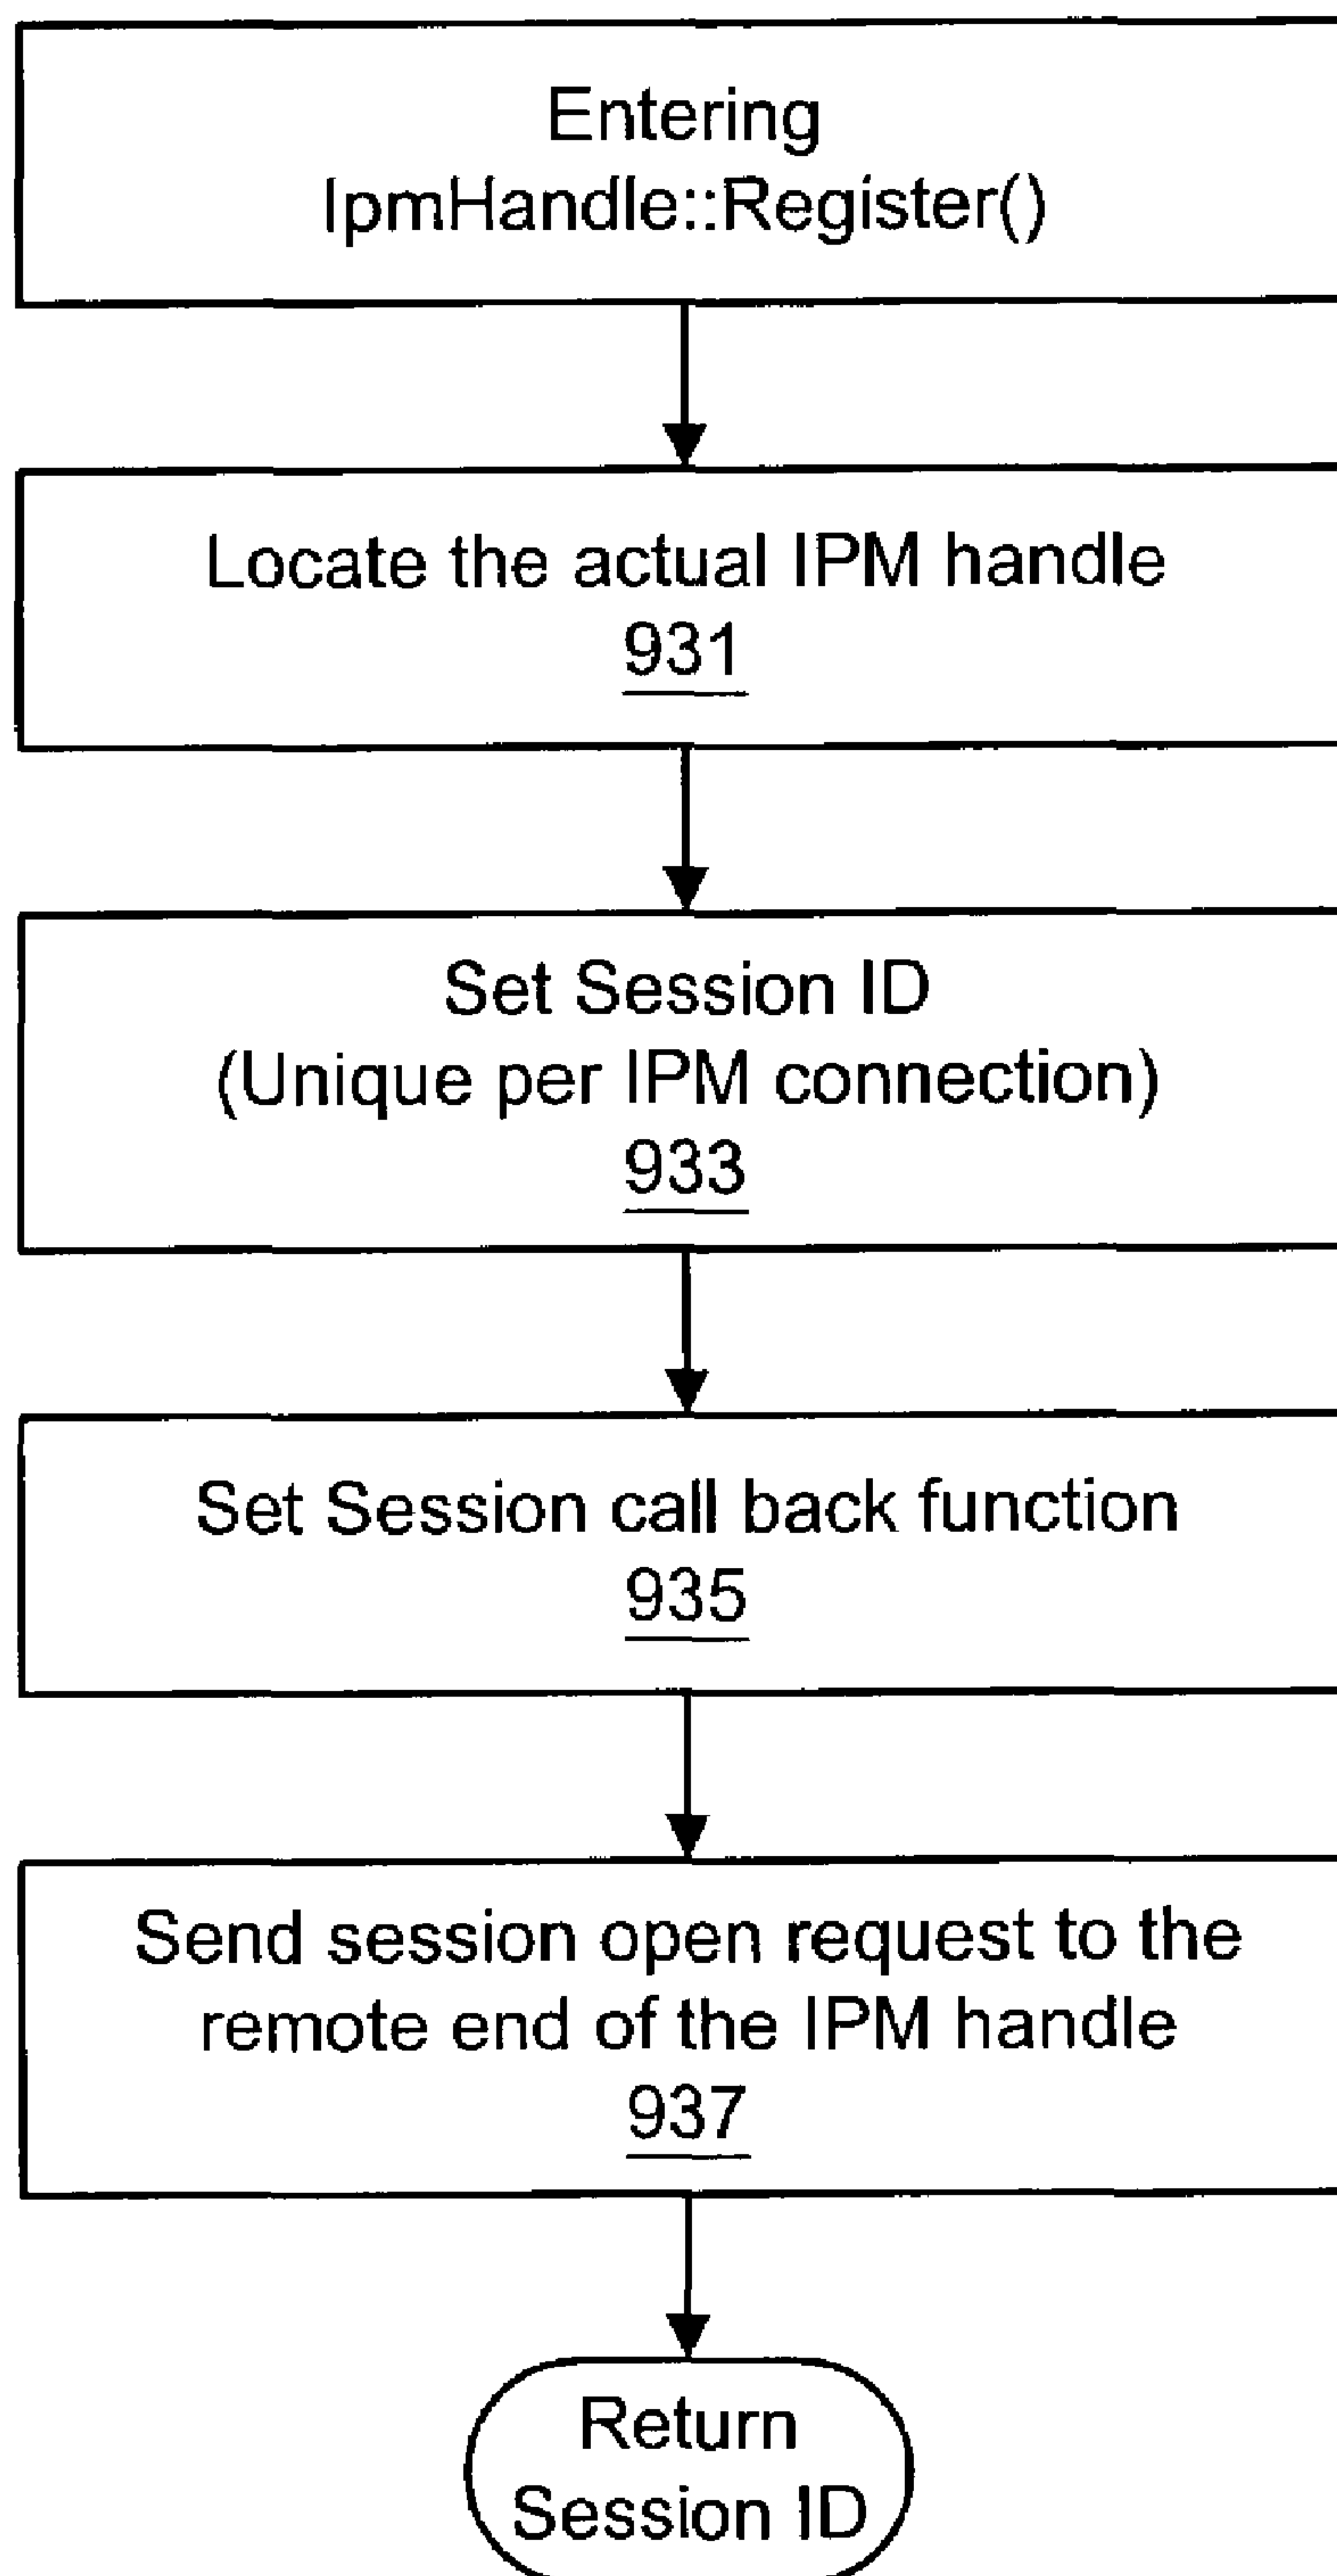 Entering
IpmHandle::Register()
Locate the actual IPM handle
931
Set Session ID
(Unique per IPM connection)
933
Set Session call back function
935
Send session open request to the
remote end of the IPM handle
937
Return
Session ID